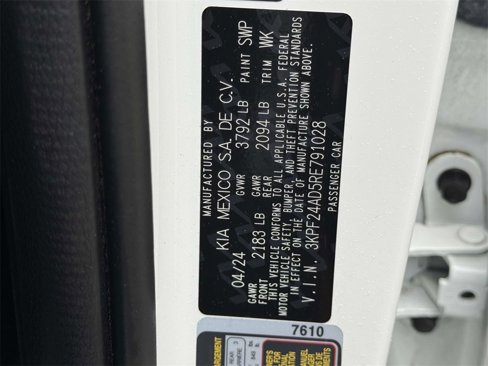 MANUFACTURED BY
KIA MEXICO S.A. DE C.V.
04/24 GVWR 3792 LB PAINT SWP
GAWR FRONT 2183 LB GAWR REAR 2094 LB TRIM WK
THIS VEHICLE CONFORMS TO ALL APPLICABLE U.S.A. FEDERAL
MOTOR VEHICLE SAFETY, BUMPER, AND THEFT PREVENTION STANDARDS
IN EFFECT ON THE DATE OF MANUFACTURE SHOWN ABOVE.
V.I.N. 3KPF24AD5RE791028
PASSENGER CAR
7610
REAR